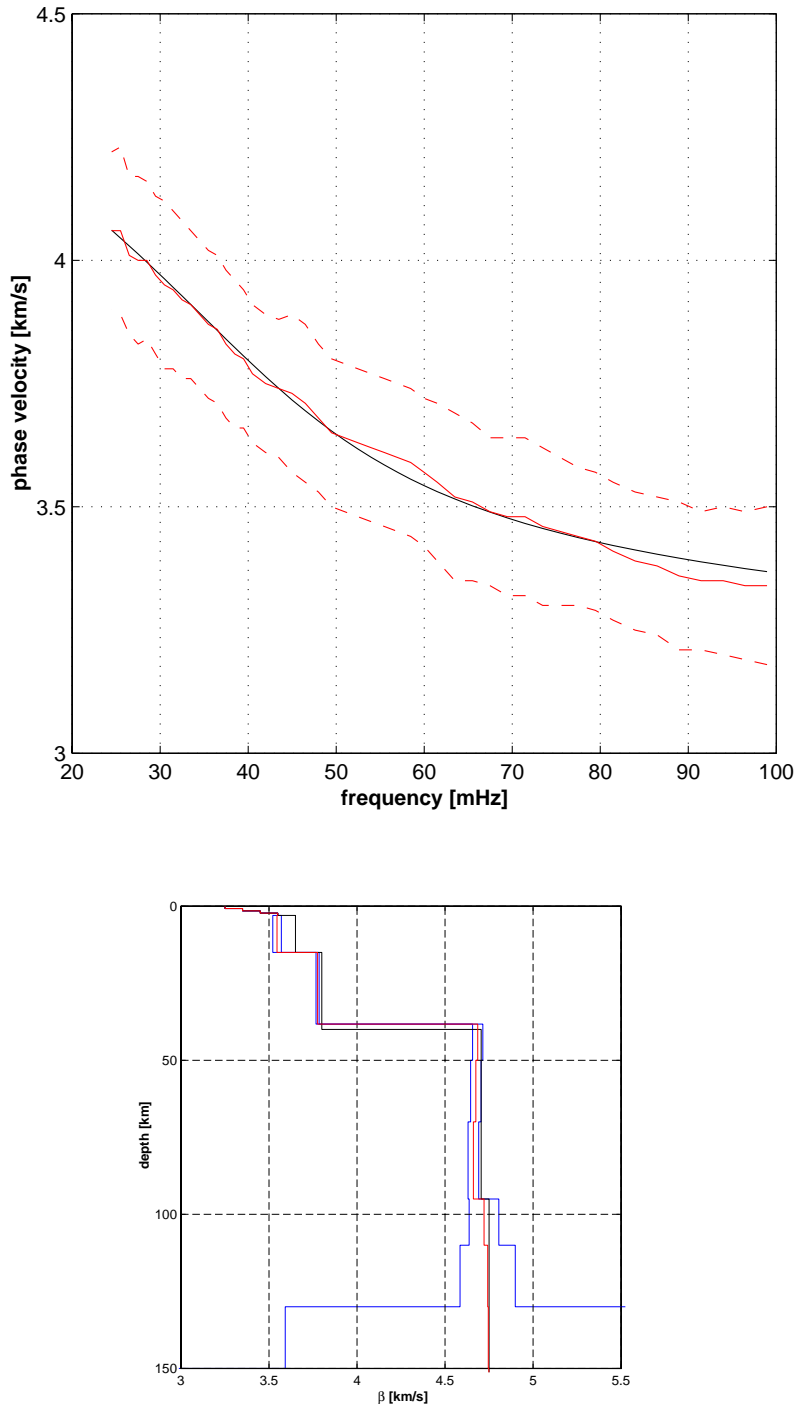 4.5
4
3.5
3
phase velocity [km/s]
20 30 40 50 60 70 80 90 100
frequency [mHz]
0
50
100
150
depth [km]
3 3.5 4 4.5 5 5.5
β [km/s]